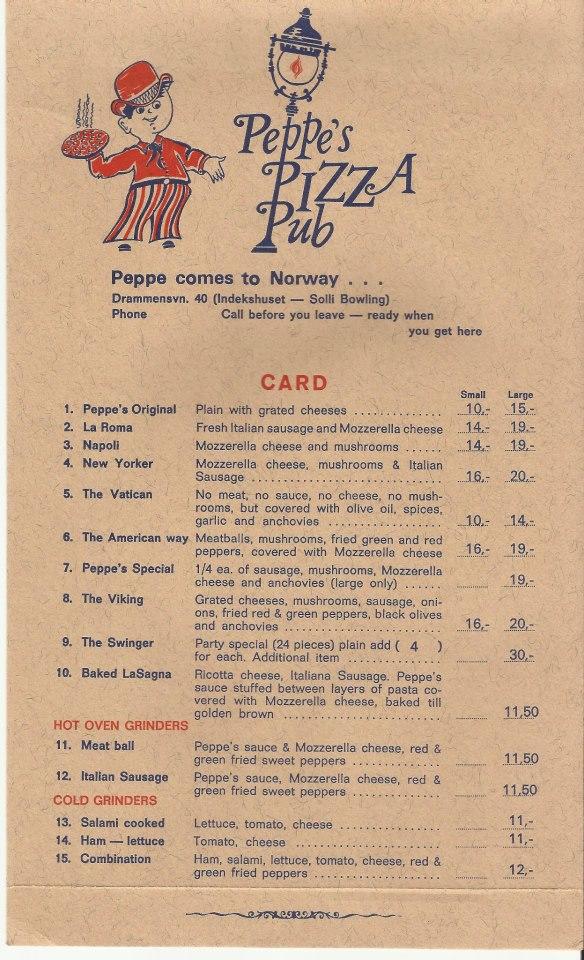 Peppe's
PIZZA
Pub
Peppe comes to Norway . . .
Drammensvn. 40 (Indekshuset — Solli Bowling)
Phone Call before you leave — ready when
you get here
CARD
Small Large
1. Peppe's Original Plain with grated cheeses .............. 10,- 15,-
2. La Roma Fresh Italian sausage and Mozzerella cheese 14,- 19,-
3. Napoli Mozzerella cheese and mushrooms ...... 14,- 19,-
4. New Yorker Mozzerella cheese, mushrooms & Italian
Sausage .............................. 16,- 20,-
5. The Vatican No meat, no sauce, no cheese, no mush-
rooms, but covered with olive oil, spices,
garlic and anchovies .................. 10,- 14,-
6. The American way Meatballs, mushrooms, fried green and red
peppers, covered with Mozzerella cheese 16,- 19,-
7. Peppe's Special 1/4 ea. of sausage, mushrooms, Mozzarella
cheese and anchovies (large only) ...... 19,-
8. The Viking Grated cheeses, mushrooms, sausage, oni-
ons, fried red & green peppers, black olives
and anchovies ........................ 16,- 20,-
9. The Swinger Party special (24 pieces) plain add ( 4 )
for each. Additional item .............. 30,-
10. Baked LaSagna Ricotta cheese, Italiana Sausage. Peppe's
sauce stuffed between layers of pasta co-
vered with Mozzerella cheese, baked till
golden brown ........................ 11,50
HOT OVEN GRINDERS
11. Meat ball Peppe's sauce & Mozzerella cheese, red &
green fried sweet peppers .............. 11,50
12. Italian Sausage Peppe's sauce, Mozzerella cheese, red &
green fried sweet peppers .............. 11,50
COLD GRINDERS
13. Salami cooked Lettuce, tomato, cheese ................ 11,-
14. Ham — lettuce Tomato, cheese ........................ 11,-
15. Combination Ham, salami, lettuce, tomato, cheese, red &
green fried peppers .................... 12,-